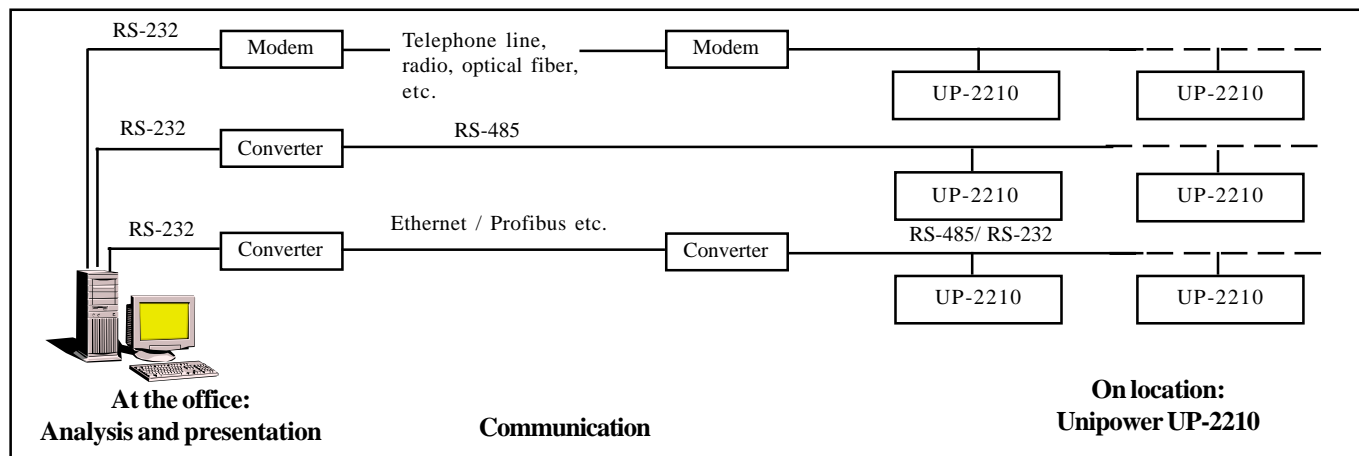 RS-232
Modem
Telephone line,
radio, optical fiber,
etc.
Modem
UP-2210
UP-2210
RS-232
Converter
RS-485
UP-2210
UP-2210
RS-232
Converter
Ethernet / Profibus etc.
Converter
RS-485/ RS-232
UP-2210
UP-2210
At the office:
Analysis and presentation
Communication
On location:
Unipower UP-2210